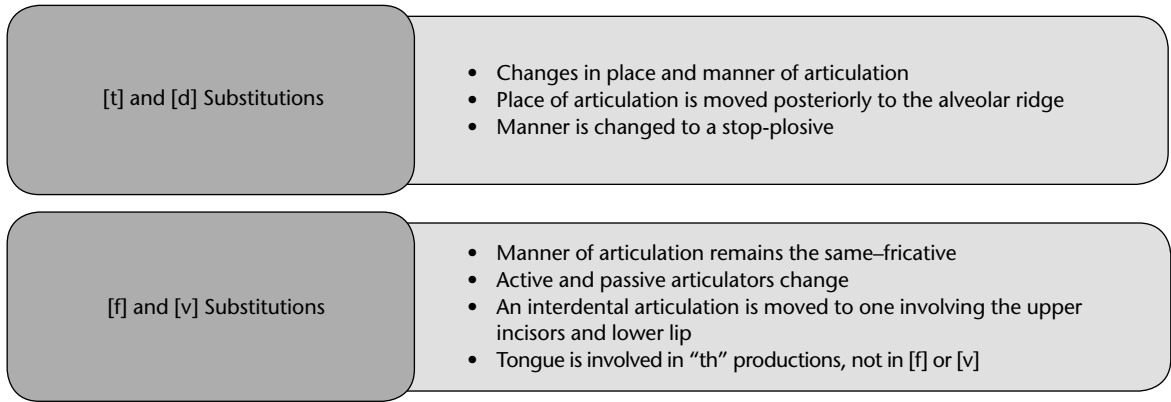 [t] and [d] Substitutions
• Changes in place and manner of articulation
• Place of articulation is moved posteriorly to the alveolar ridge
• Manner is changed to a stop-plosive
[f] and [v] Substitutions
• Manner of articulation remains the same–fricative
• Active and passive articulators change
• An interdental articulation is moved to one involving the upper
incisors and lower lip
• Tongue is involved in “th” productions, not in [f] or [v]